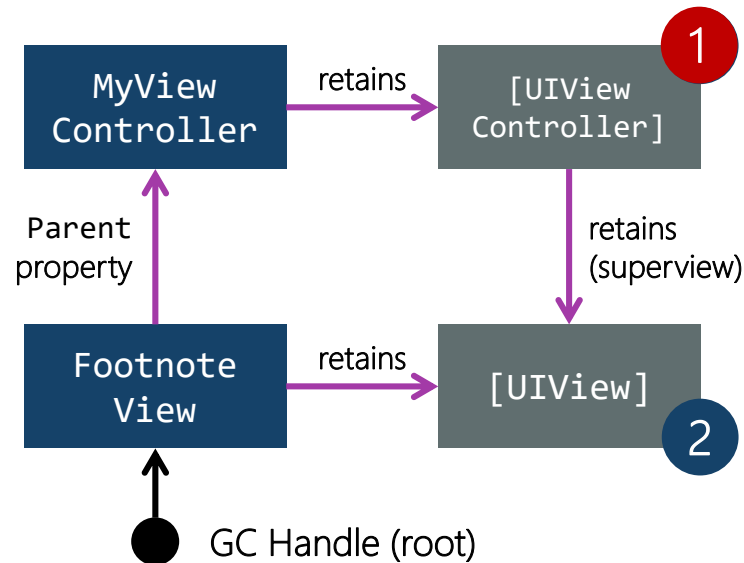 MyView
Controller
retains
[UIView
Controller]
1
Parent
property
retains
(superview)
Footnote
View
retains
[UIView]
2
GC Handle (root)